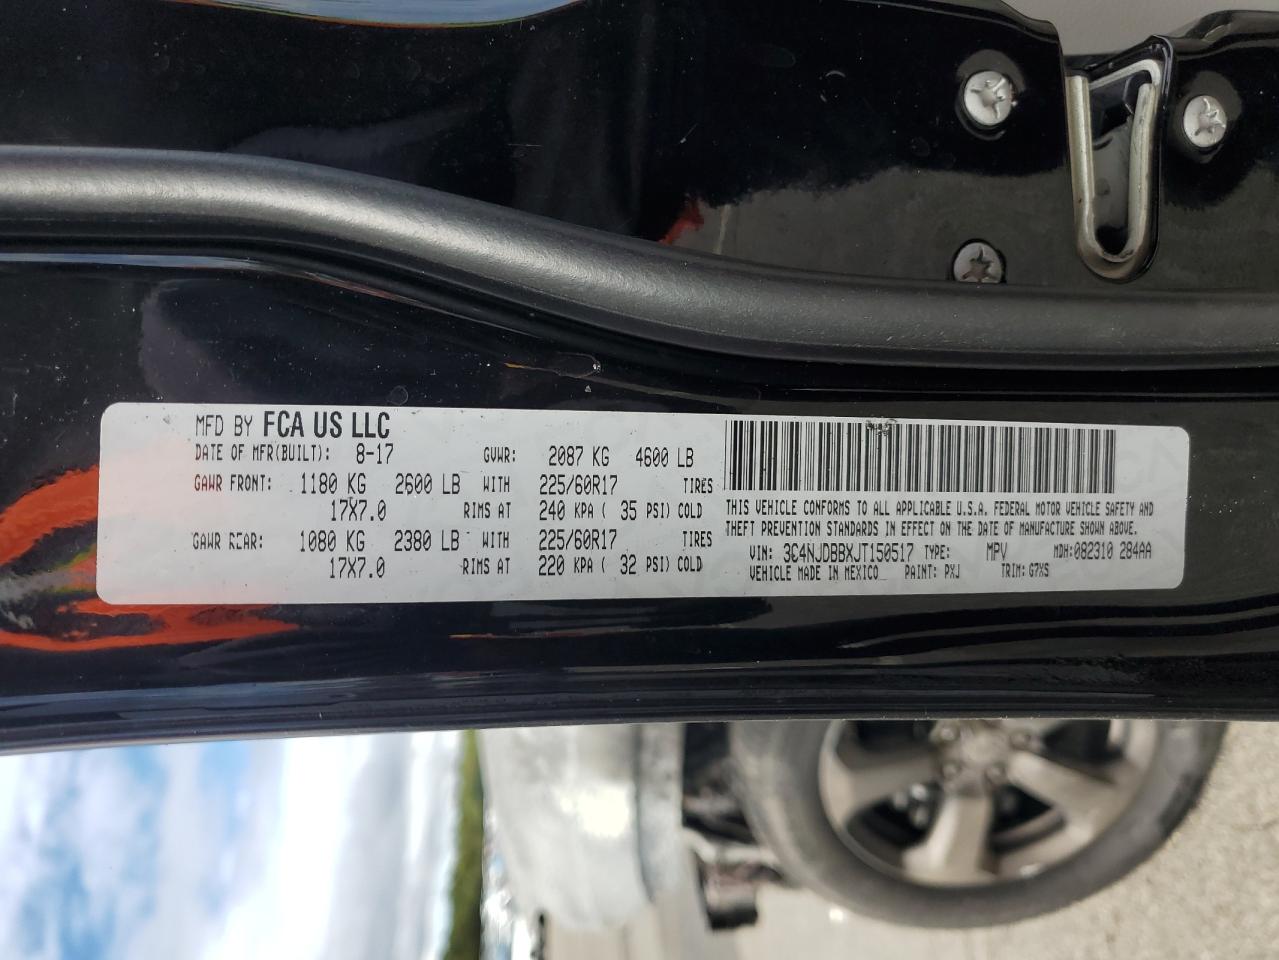 MFD BY FCA US LLC
DATE OF MFR(BUILT): 8-17 GVWR: 2087 KG 4600 LB
GAWR FRONT: 1180 KG 2600 LB WITH 225/60R17 TIRES
17X7.0 RIMS AT 240 KPA ( 35 PSI) COLD
GAWR REAR: 1080 KG 2380 LB WITH 225/60R17 TIRES
17X7.0 RIMS AT 220 KPA ( 32 PSI) COLD
THIS VEHICLE CONFORMS TO ALL APPLICABLE U.S.A. FEDERAL MOTOR VEHICLE SAFETY AND
THEFT PREVENTION STANDARDS IN EFFECT ON THE DATE OF MANUFACTURE SHOWN ABOVE.
VIN: 3C4NJDBBXJT150517 TYPE: MPV MDH:082310 284AA
VEHICLE MADE IN MEXICO PAINT: PXJ TRIM: G7XS